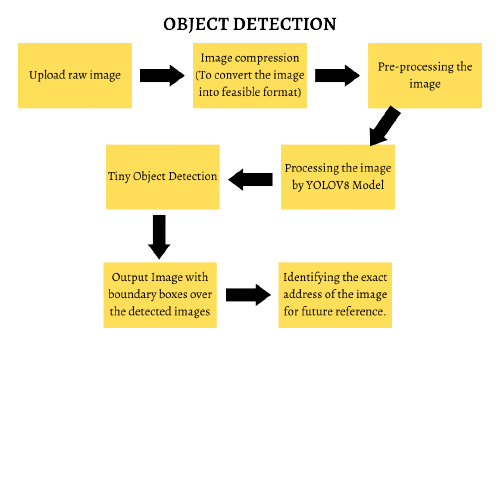 OBJECT DETECTION
Upload raw image
Image compression
(To convert the image
into feasible format)
Pre-processing the
image
Processing the image
by YOLOV8 Model
Tiny Object Detection
Output Image with
boundary boxes over
the detected images
Identifying the exact
address of the image
for future reference.